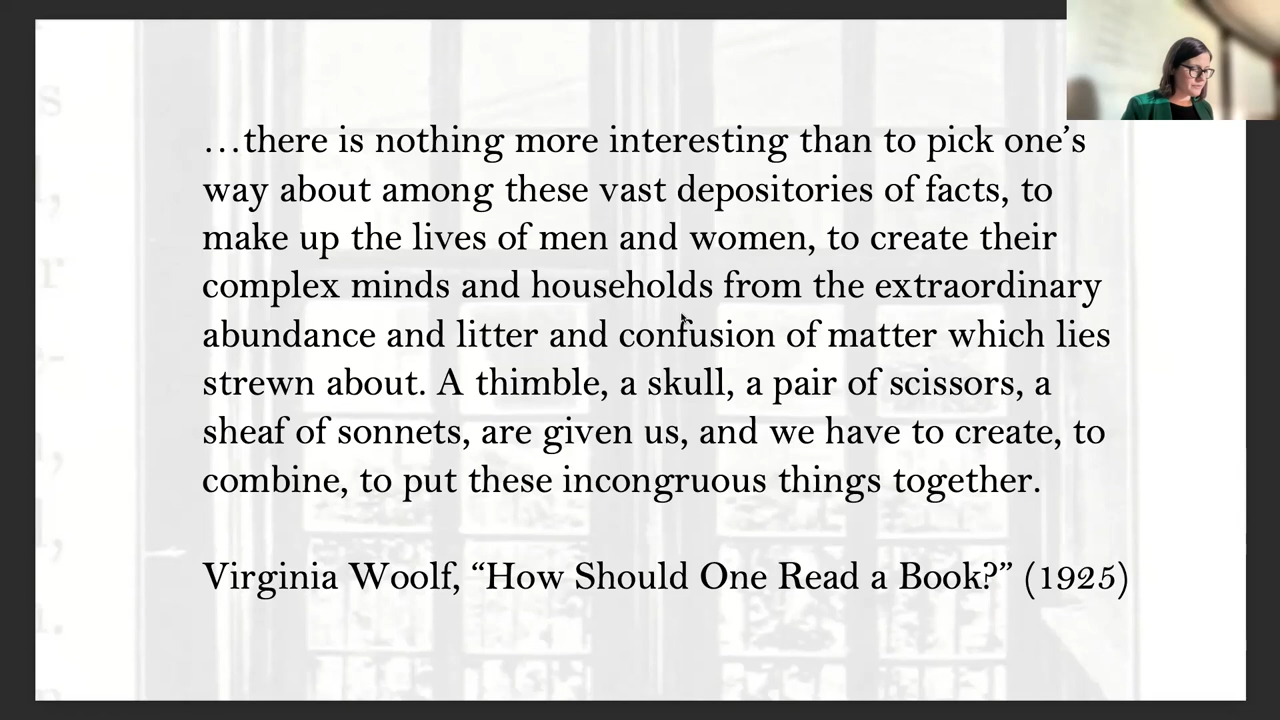 …there is nothing more interesting than to pick one’s
way about among these vast depositories of facts, to
make up the lives of men and women, to create their
complex minds and households from the extraordinary
abundance and litter and confusion of matter which lies
strewn about. A thimble, a skull, a pair of scissors, a
sheaf of sonnets, are given us, and we have to create, to
combine, to put these incongruous things together.
Virginia Woolf, “How Should One Read a Book?” (1925)